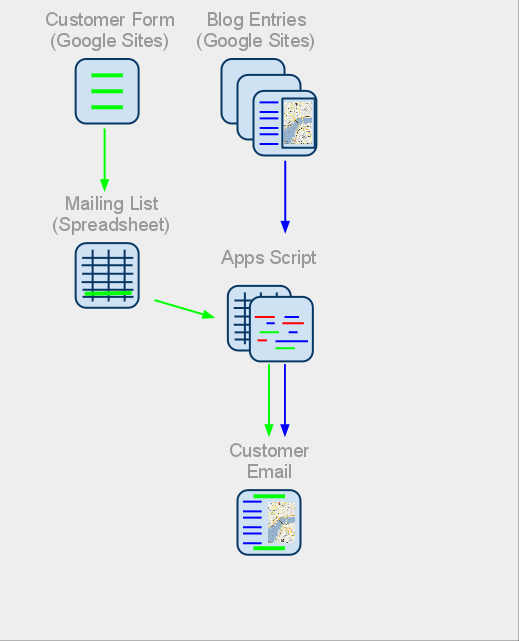 Customer Form
(Google Sites)
Blog Entries
(Google Sites)
Mailing List
(Spreadsheet)
Apps Script
Customer
Email